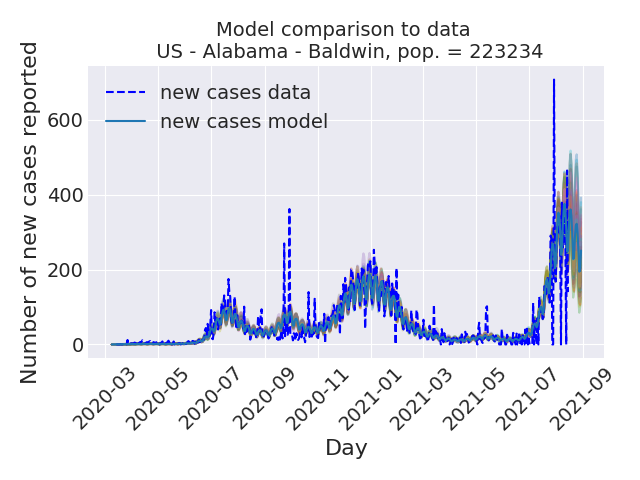 Model comparison to data
US - Alabama - Baldwin, pop. = 223234
new cases data
new cases model
Number of new cases reported
600
400
200
0
2020-03
2020-05
2020-07
2020-09
2020-11
2021-01
2021-03
2021-05
2021-07
2021-09
Day